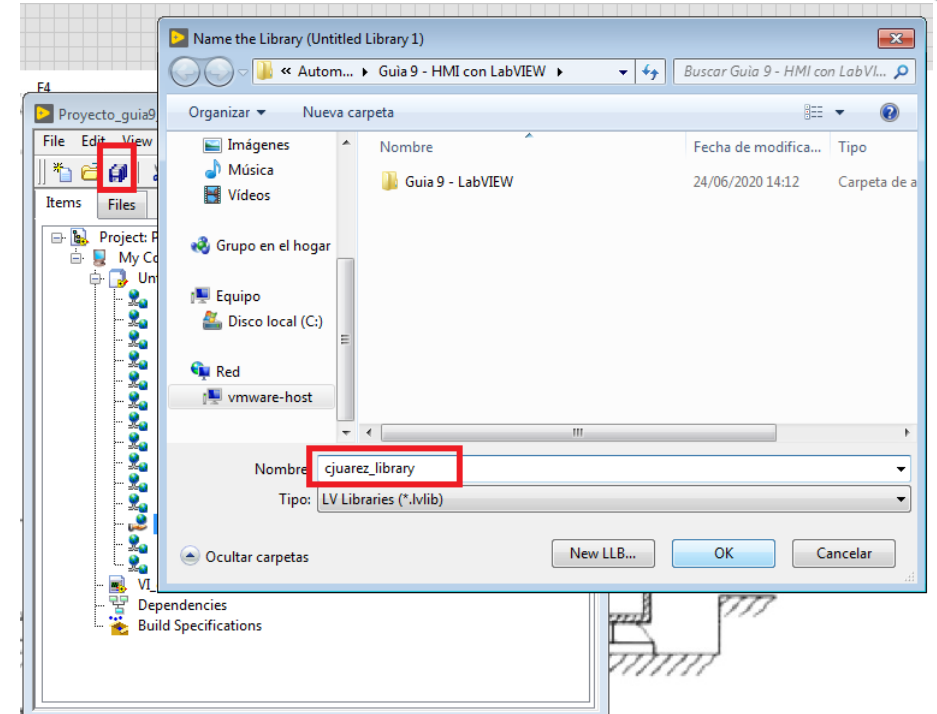 F4
Name the Library (Untitled Library 1)
« Autom... Guìa 9 - HMI con LabVIEW
Buscar Guìa 9 - HMI con LabVI...
Organizar Nueva carpeta
Imágenes
Música
Vídeos
Grupo en el hogar
Equipo
Disco local (C:)
Red
vmware-host
Nombre Fecha de modifica... Tipo
Guia 9 - LabVIEW 24/06/2020 14:12 Carpeta de a
Nombre cjuarez_library
Tipo: LV Libraries (*.lvlib)
Ocultar carpetas
New LLB... OK Cancelar
Proyecto_guia9
File Edit View
Items Files
Project: P
My Co
Unt
VI_
Dependencies
Build Specifications